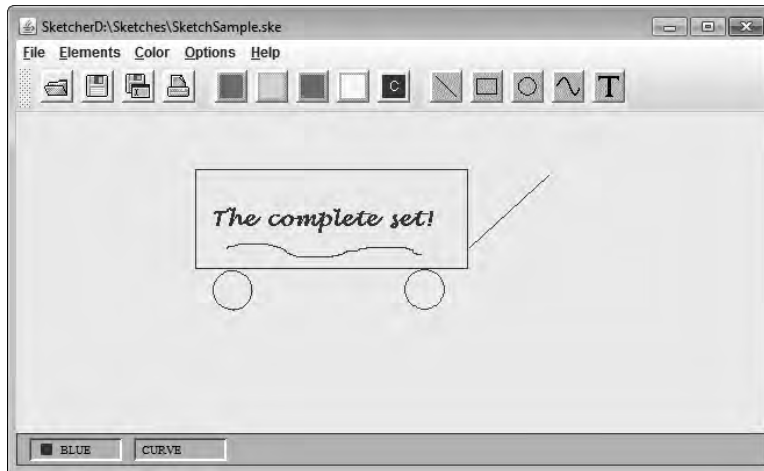 SketcherD:\Sketches\SketchSample.ske
File Elements Color Options Help
C T
The complete set!
BLUE CURVE